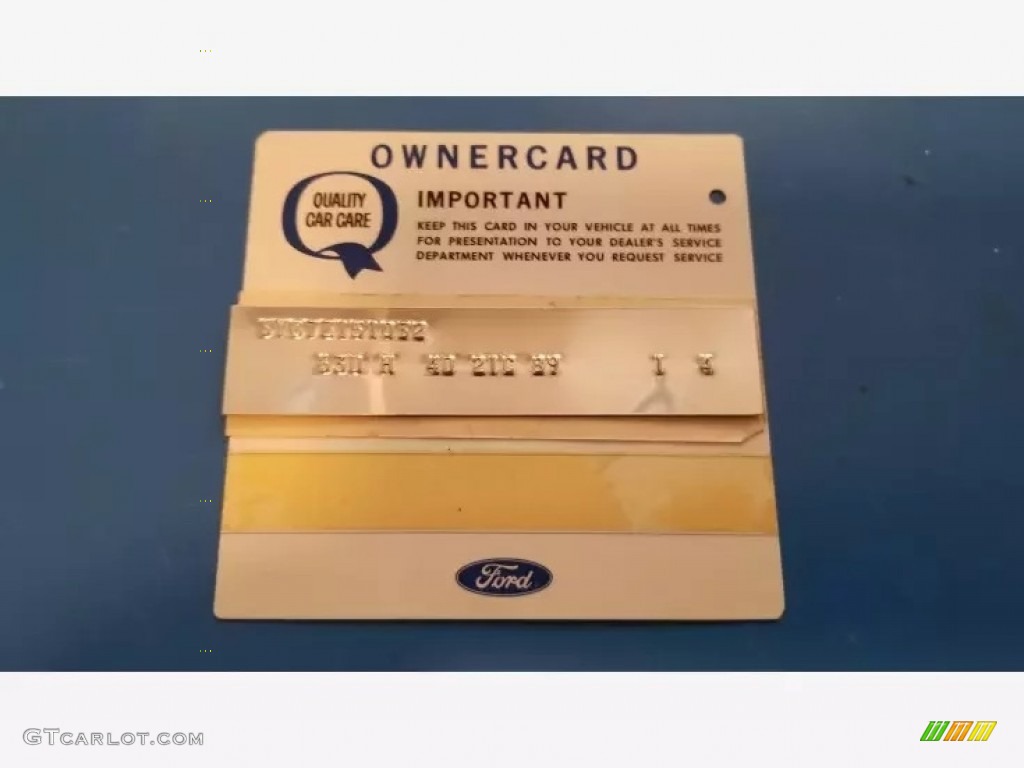 OWNERCARD
QUALITY
CAR CARE
IMPORTANT
KEEP THIS CARD IN YOUR VEHICLE AT ALL TIMES
FOR PRESENTATION TO YOUR DEALER'S SERVICE
DEPARTMENT WHENEVER YOU REQUEST SERVICE
Ford
GTCARLOT.COM